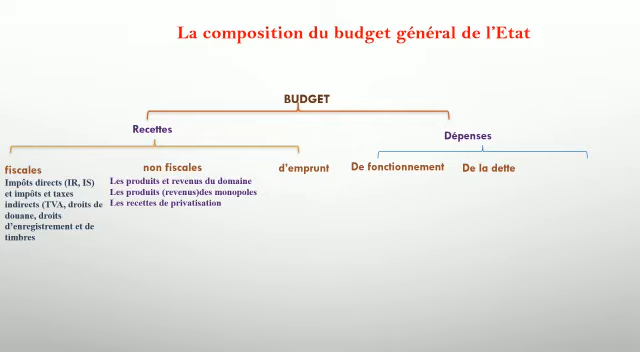 La composition du budget général de l'Etat
BUDGET
Recettes
Dépenses
fiscales
Impôts directs (IR, IS)
et impôts et taxes
indirects (TVA, droits de
douane, droits
d'enregistrement et de
timbres
non fiscales
Les produits et revenus du domaine
Les produits (revenus)des monopoles
Les recettes de privatisation
d'emprunt
De fonctionnement
De la dette